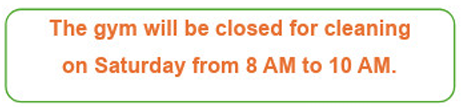 The gym will be closed for cleaning
on Saturday from 8 AM to 10 AM.